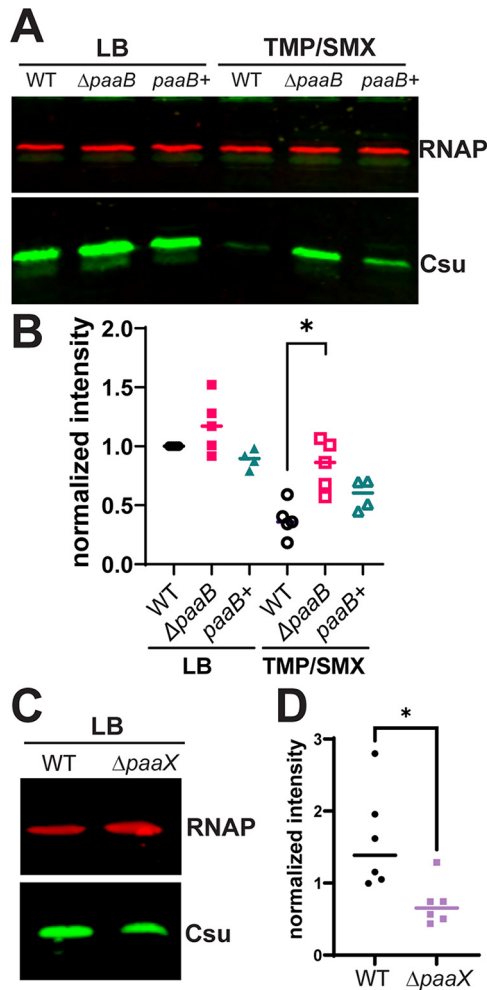 A
LB TMP/SMX
WT ΔpaaB paaB+ WT ΔpaaB paaB+
RNAP
Csu
B
normalized intensity
2.0
1.5
1.0
0.5
0.0
*
WT ΔpaaB paaB+ WT ΔpaaB paaB+
LB TMP/SMX
C
LB
WT ΔpaaX
RNAP
Csu
D
normalized intensity
3
2
1
0
*
WT ΔpaaX